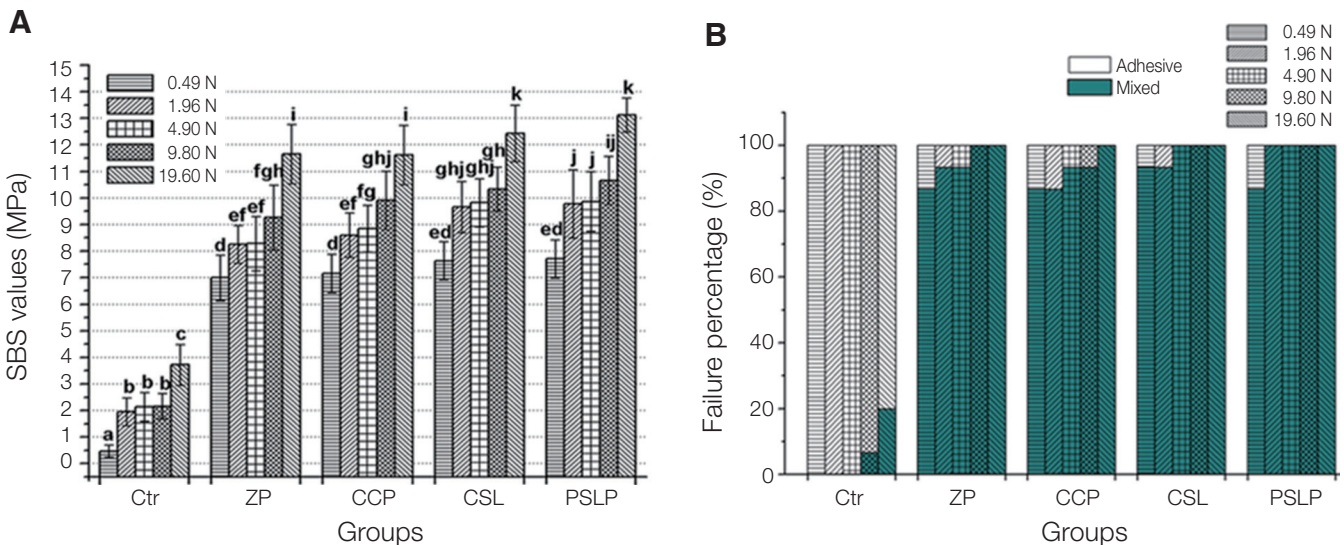 A
SBS values (MPa)
15
14
13
12
11
10
9
8
7
6
5
4
3
2
1
0
0.49 N
1.96 N
4.90 N
9.80 N
19.60 N
a
b
b
b
c
d
ef
ef
fgh
i
d
ef
fg
ghj
i
ed
ghj
ghj
gh
k
ed
j
j
ij
k
Ctr
ZP
CCP
CSL
PSLP
Groups
B
Adhesive
Mixed
0.49 N
1.96 N
4.90 N
9.80 N
19.60 N
Failure percentage (%)
100
80
60
40
20
0
Ctr
ZP
CCP
CSL
PSLP
Groups